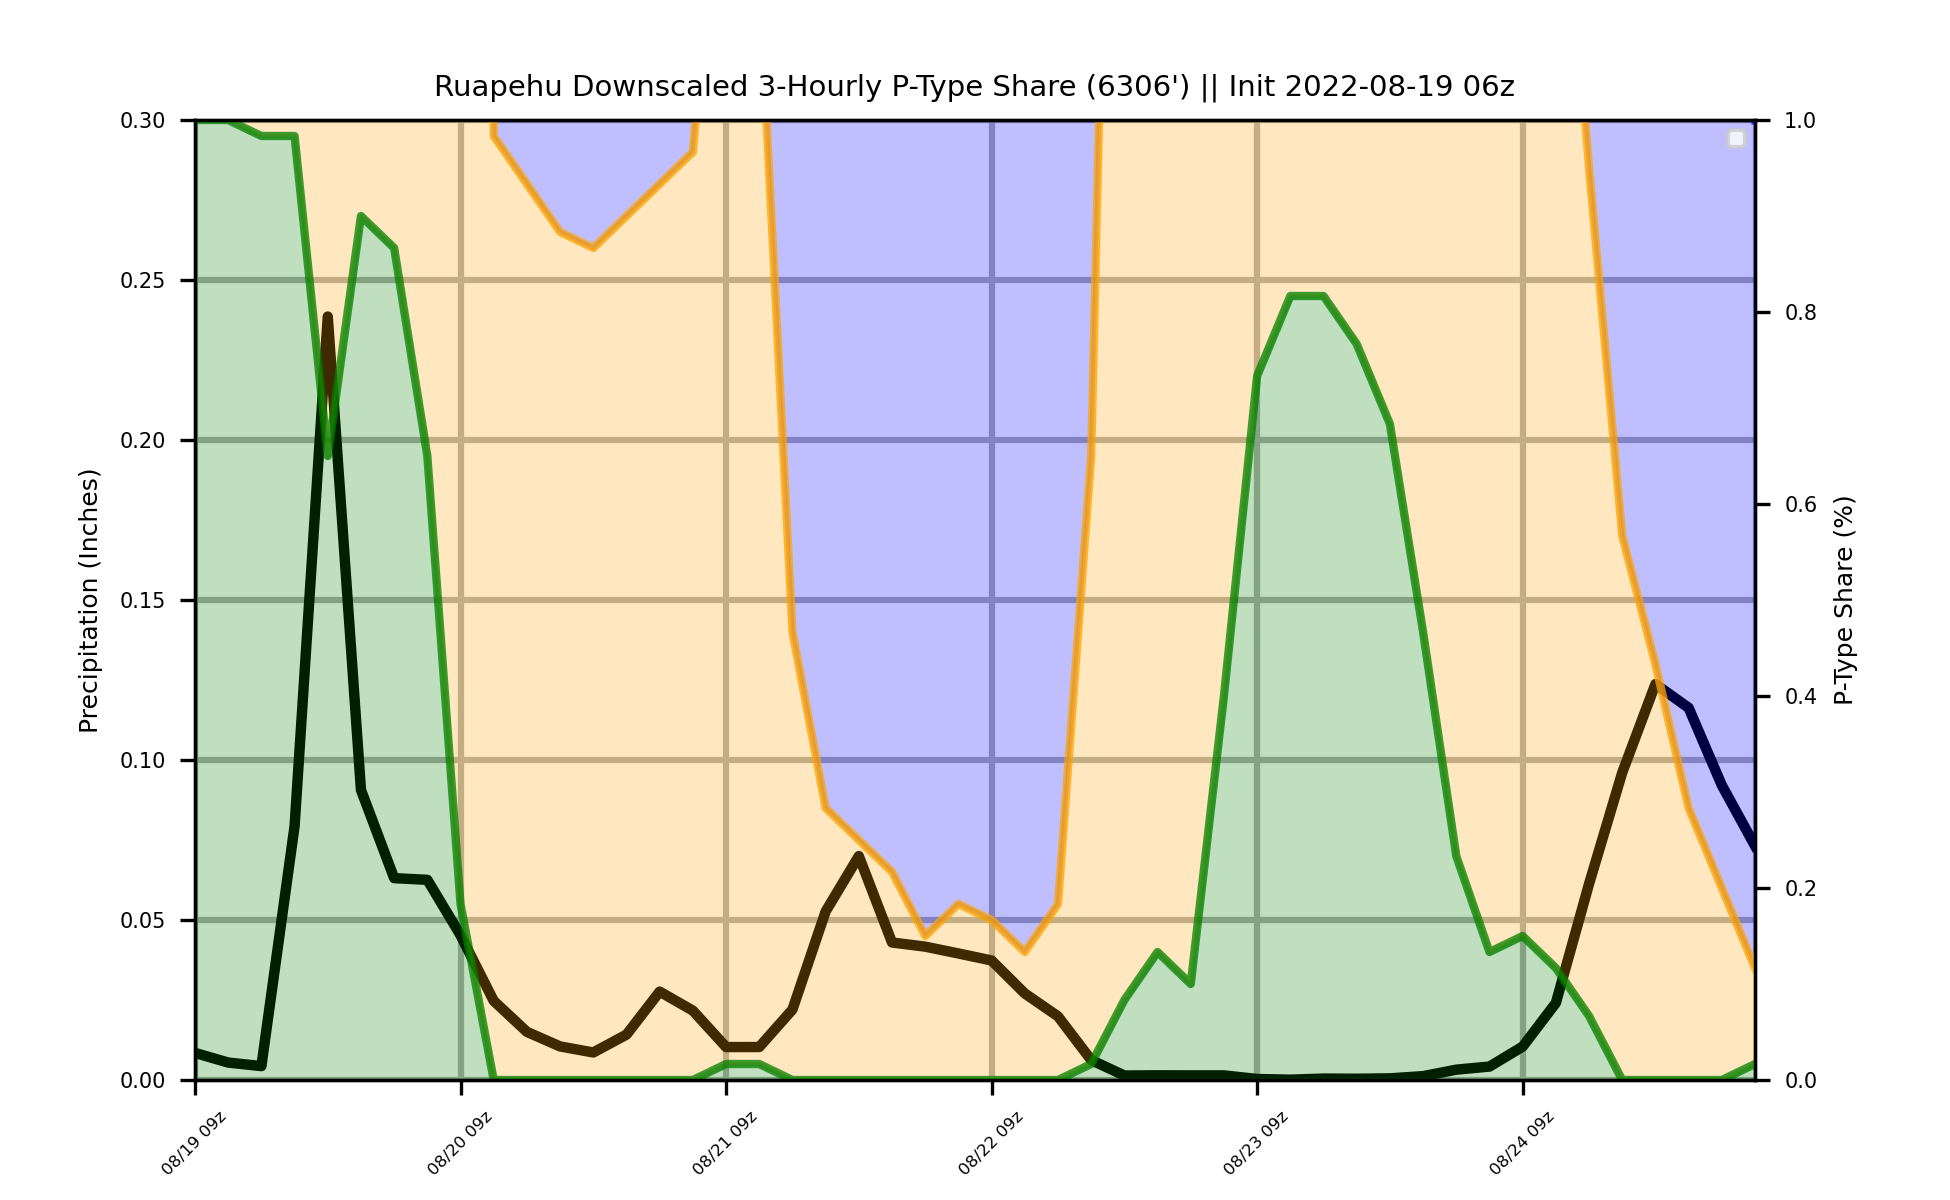 Ruapehu Downscaled 3-Hourly P-Type Share (6306') || Init 2022-08-19 06z
0.30
0.25
0.20
0.15
0.10
0.05
0.00
Precipitation (Inches)
1.0
0.8
0.6
0.4
0.2
0.0
P-Type Share (%)
08/19 09z
08/20 09z
08/21 09z
08/22 09z
08/23 09z
08/24 09z